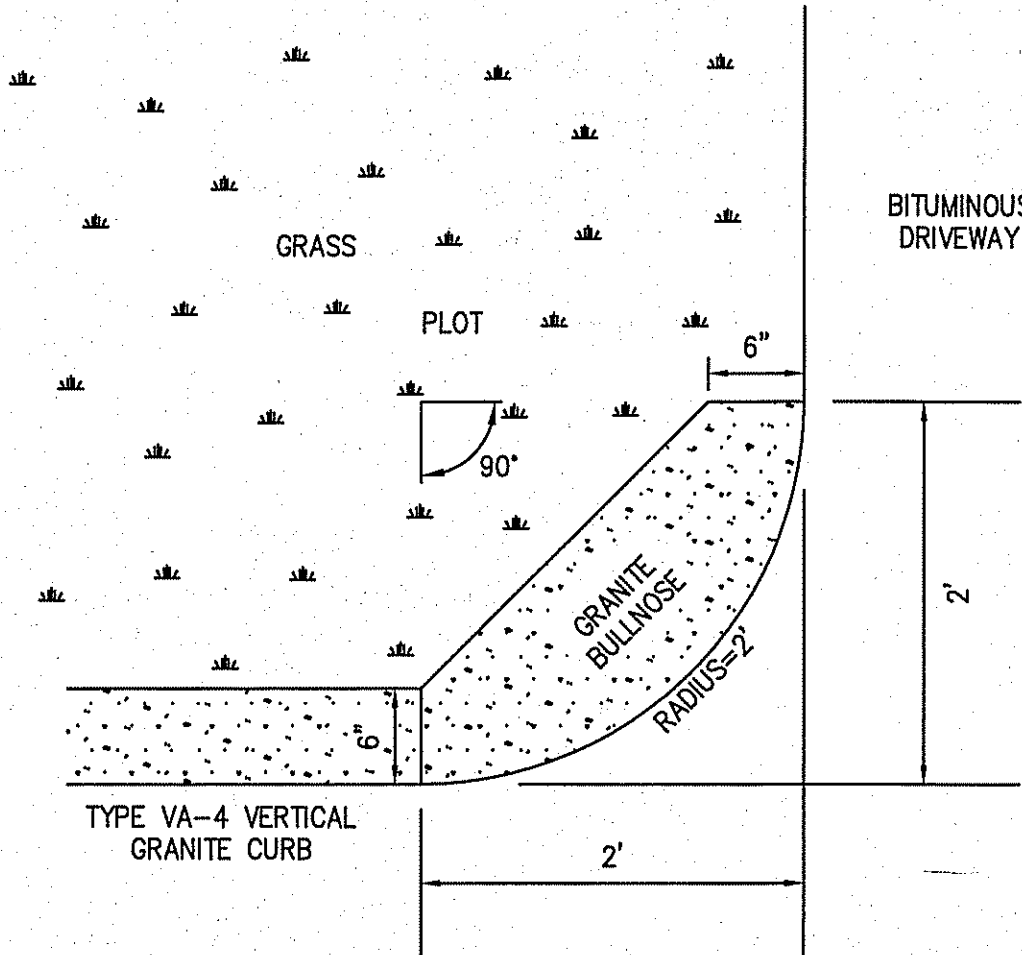 GRASS
PLOT
BITUMINOUS
DRIVEWAY
6"
90°
GRANITE
BULLNOSE
2'
RADIUS=2'
6"
TYPE VA-4 VERTICAL
GRANITE CURB
2'